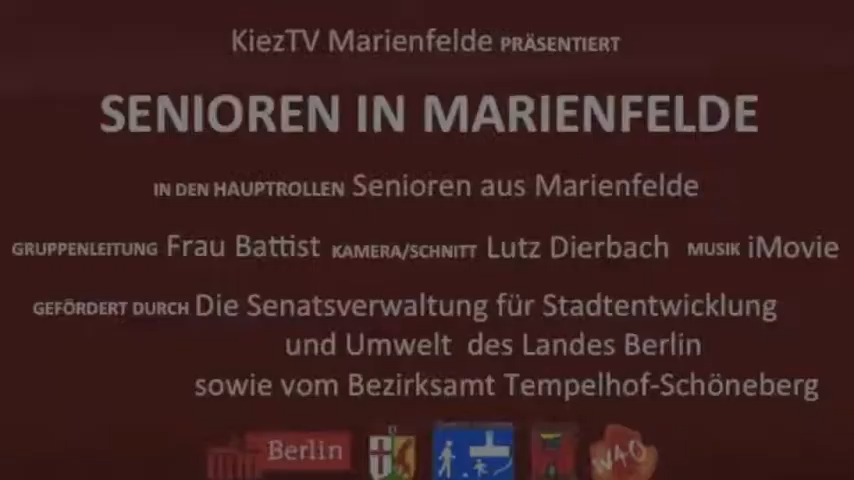 KiezTV Marienfelde PRÄSENTIERT
SENIOREN IN MARIENFELDE
IN DEN HAUPTROLLEN Senioren aus Marienfelde
GRUPPENLEITUNG Frau Battist KAMERA/SCHNITT Lutz Dierbach MUSIK iMovie
GEFÖRDERT DURCH Die Senatsverwaltung für Stadtentwicklung
und Umwelt des Landes Berlin
sowie vom Bezirksamt Tempelhof-Schöneberg
Berlin
W40